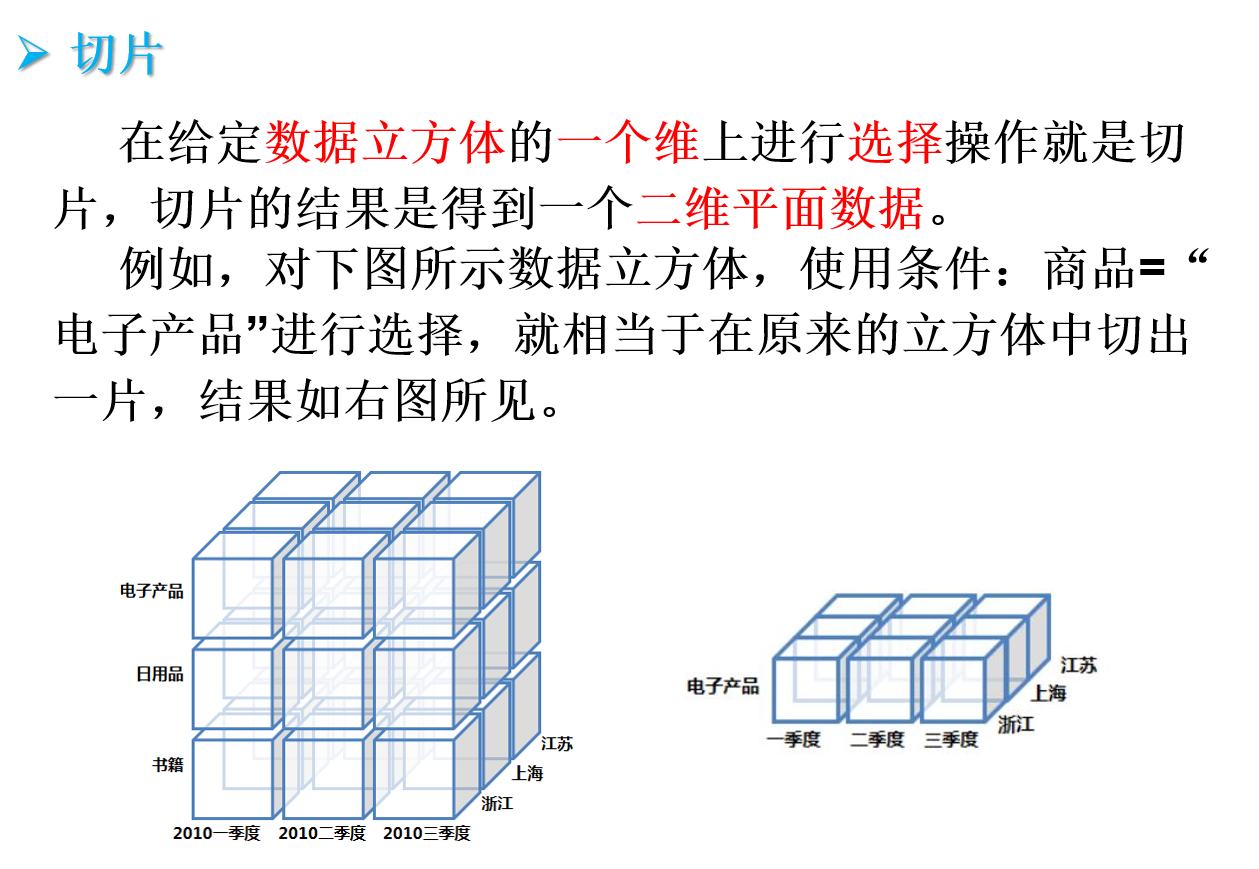 切片
在给定数据立方体的一个维上进行选择操作就是切
片，切片的结果是得到一个二维平面数据。
例如，对下图所示数据立方体，使用条件：商品=“
电子产品”进行选择，就相当于在原来的立方体中切出
一片，结果如右图所见。
电子产品
日用品
书籍
江苏
上海
浙江
2010一季度 2010二季度 2010三季度
电子产品
江苏
上海
浙江
一季度 二季度 三季度